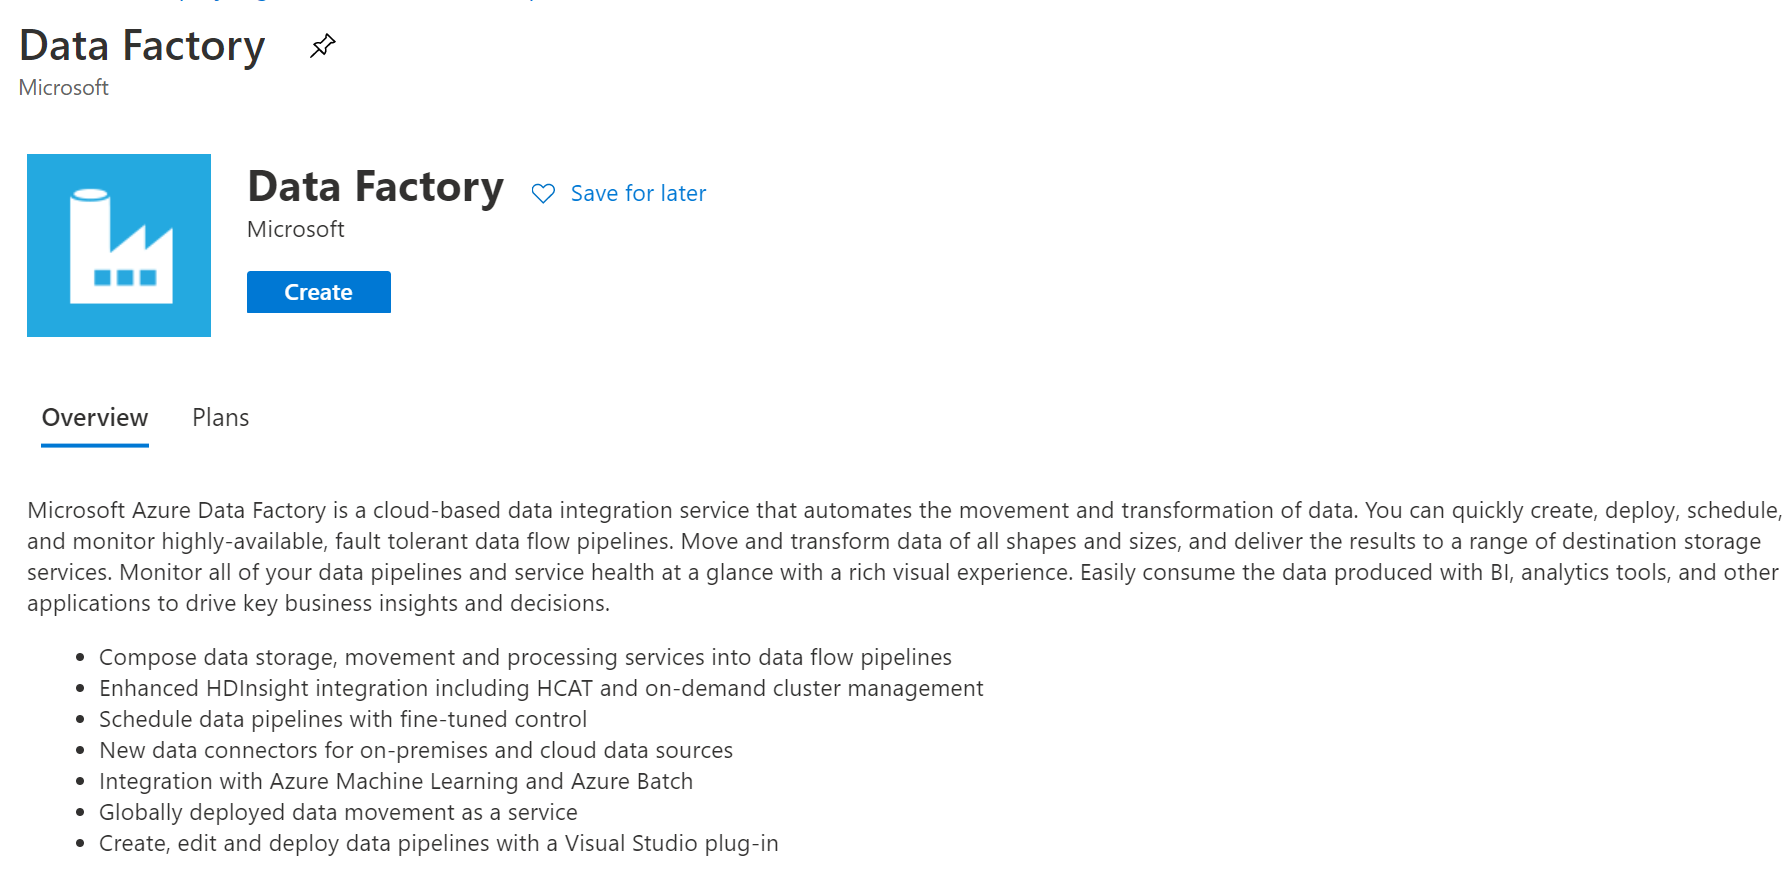 Data Factory
Microsoft
Data Factory
Save for later
Microsoft
Create
Overview Plans
Microsoft Azure Data Factory is a cloud-based data integration service that automates the movement and transformation of data. You can quickly create, deploy, schedule,
and monitor highly-available, fault tolerant data flow pipelines. Move and transform data of all shapes and sizes, and deliver the results to a range of destination storage
services. Monitor all of your data pipelines and service health at a glance with a rich visual experience. Easily consume the data produced with BI, analytics tools, and other
applications to drive key business insights and decisions.
• Compose data storage, movement and processing services into data flow pipelines
• Enhanced HDInsight integration including HCAT and on-demand cluster management
• Schedule data pipelines with fine-tuned control
• New data connectors for on-premises and cloud data sources
• Integration with Azure Machine Learning and Azure Batch
• Globally deployed data movement as a service
• Create, edit and deploy data pipelines with a Visual Studio plug-in